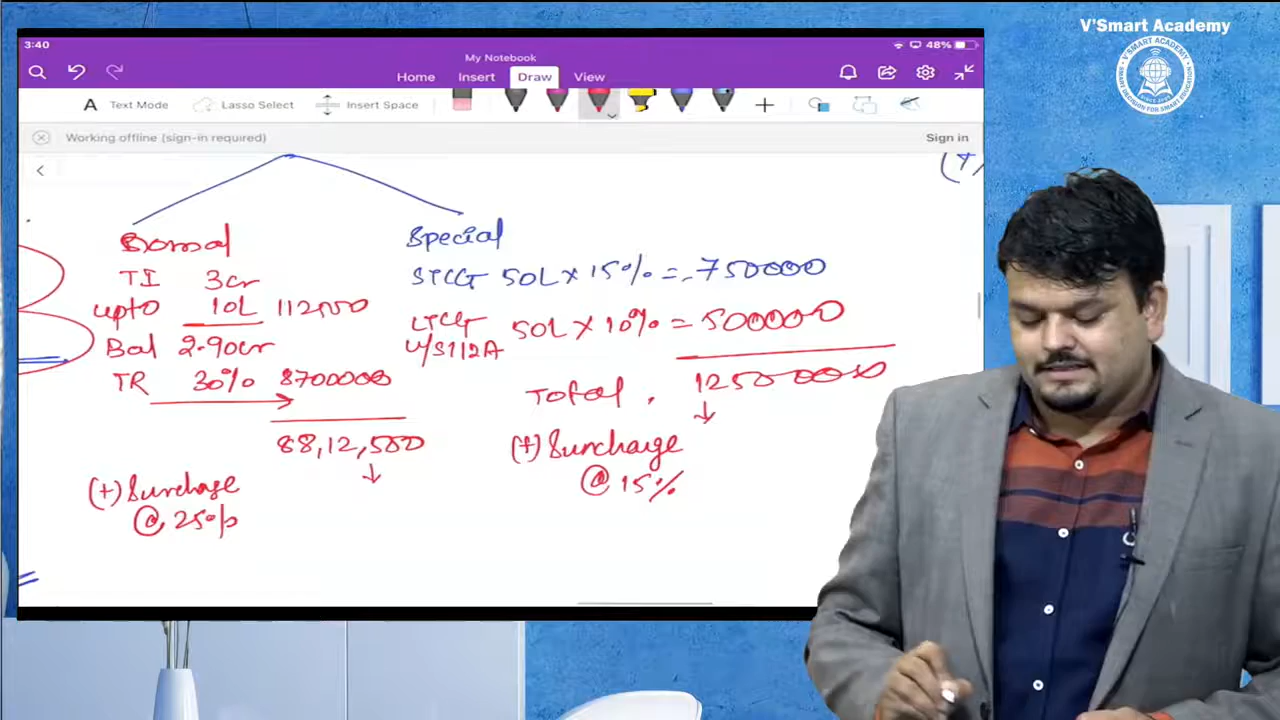 V'Smart Academy
3:40
48%
My Notebook
Home Insert Draw View
A Text Mode Lasso Select Insert Space
Working offline (sign-in required) Sign in
Normal
TI 3cr
upto 10L 112500
Bal 2.90cr
TR 30% 8700000
88,12,500
(+) Surcharge
@ 25%
Special
STCG 50L × 15% = 750000
LTCG 50L × 10% = 500000
u/s 112A
Total 1250000
(+) Surcharge
@ 15%